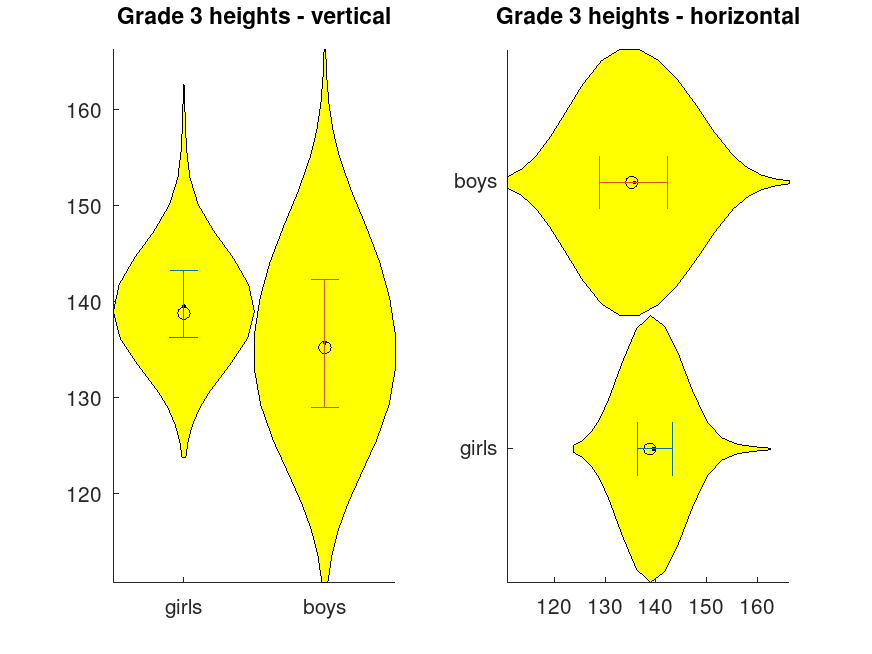 Grade 3 heights - vertical
160
150
140
130
120
girls boys
Grade 3 heights - horizontal
boys
girls
120 130 140 150 160